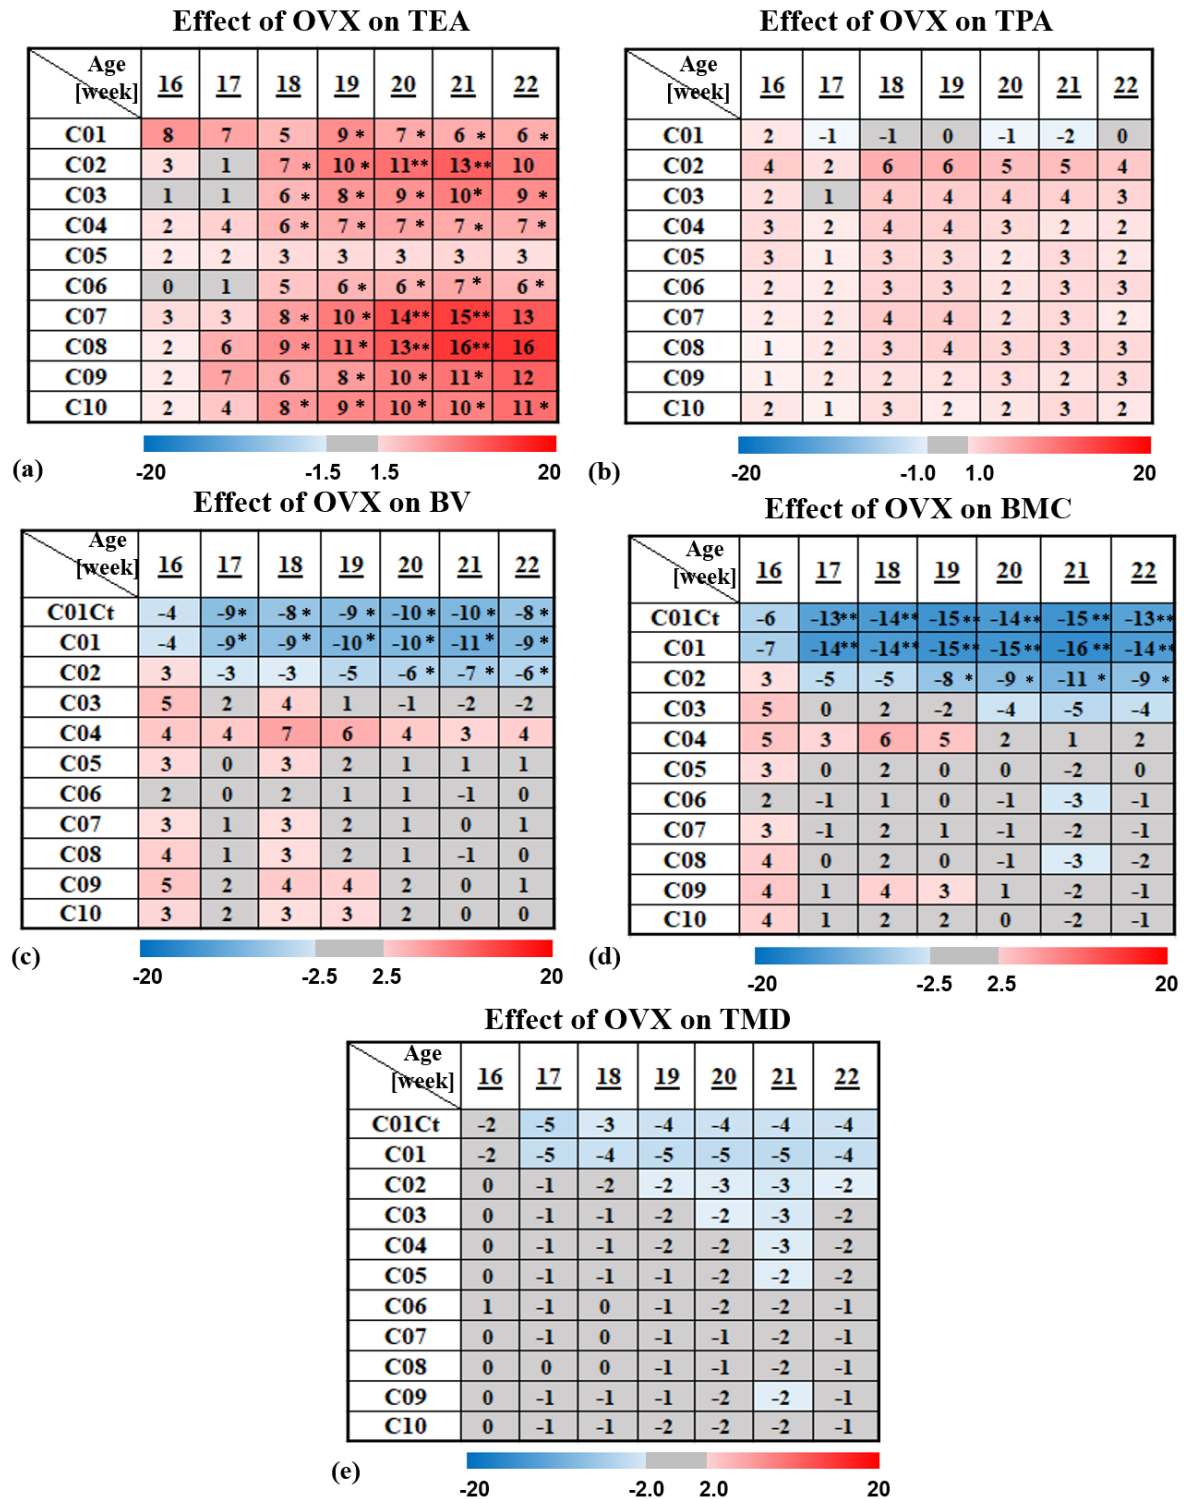 Effect of OVX on TEA
Age [week] 16 17 18 19 20 21 22
C01 8 7 5 9 * 7 * 6 * 6 *
C02 3 1 7 * 10 * 11** 13** 10
C03 1 1 6 * 8 * 9 * 10* 9 *
C04 2 4 6 * 7 * 7 * 7 * 7 *
C05 2 2 3 3 3 3 3
C06 0 1 5 6 * 6 * 7 * 6 *
C07 3 3 8 * 10 * 14** 15** 13
C08 2 6 9 * 11 * 13** 16** 16
C09 2 7 6 8 * 10 * 11 * 12
C10 2 4 8 * 9 * 10 * 10 * 11 *
-20 -1.5 1.5 20
(a)
Effect of OVX on TPA
Age [week] 16 17 18 19 20 21 22
C01 2 -1 -1 0 -1 -2 0
C02 4 2 6 6 5 5 4
C03 2 1 4 4 4 4 3
C04 3 2 4 4 3 2 2
C05 3 1 3 3 2 3 2
C06 2 2 3 3 2 3 3
C07 2 2 4 4 2 3 2
C08 1 2 3 4 3 3 3
C09 1 2 2 2 3 2 3
C10 2 1 3 2 2 3 2
-20 -1.0 1.0 20
(b)
Effect of OVX on BV
Age [week] 16 17 18 19 20 21 22
C01Ct -4 -9 * -8 * -9 * -10 * -10 * -8 *
C01 -4 -9 * -9 * -10 * -10 * -11 * -9 *
C02 3 -3 -3 -5 -6 * -7 * -6 *
C03 5 2 4 1 -1 -2 -2
C04 4 4 7 6 4 3 4
C05 3 0 3 2 1 1 1
C06 2 0 2 1 1 -1 0
C07 3 1 3 2 1 0 1
C08 4 1 3 2 1 -1 0
C09 5 2 4 4 2 0 1
C10 3 2 3 3 2 0 0
-20 -2.5 2.5 20
(c)
Effect of OVX on BMC
Age [week] 16 17 18 19 20 21 22
C01Ct -6 -13** -14** -15** -14** -15** -13**
C01 -7 -14** -14** -15** -15** -16** -14**
C02 3 -5 -5 -8 * -9 * -11 * -9 *
C03 5 0 2 -2 -4 -5 -4
C04 5 3 6 5 2 1 2
C05 3 0 2 0 0 -2 0
C06 2 -1 1 0 -1 -3 -1
C07 3 -1 2 1 -1 -2 -1
C08 4 0 2 0 -1 -3 -2
C09 4 1 4 3 1 -2 -1
C10 4 1 2 2 0 -2 -1
-20 -2.5 2.5 20
(d)
Effect of OVX on TMD
Age [week] 16 17 18 19 20 21 22
C01Ct -2 -5 -3 -4 -4 -4 -4
C01 -2 -5 -4 -5 -5 -5 -4
C02 0 -1 -2 -2 -3 -3 -2
C03 0 -1 -1 -2 -2 -3 -2
C04 0 -1 -1 -2 -2 -3 -2
C05 0 -1 -1 -1 -2 -2 -2
C06 1 -1 0 -1 -2 -2 -1
C07 0 -1 0 -1 -1 -2 -1
C08 0 0 0 -1 -1 -2 -1
C09 0 -1 -1 -1 -2 -2 -1
C10 0 -1 -1 -2 -2 -2 -1
-20 -2.0 2.0 20
(e)